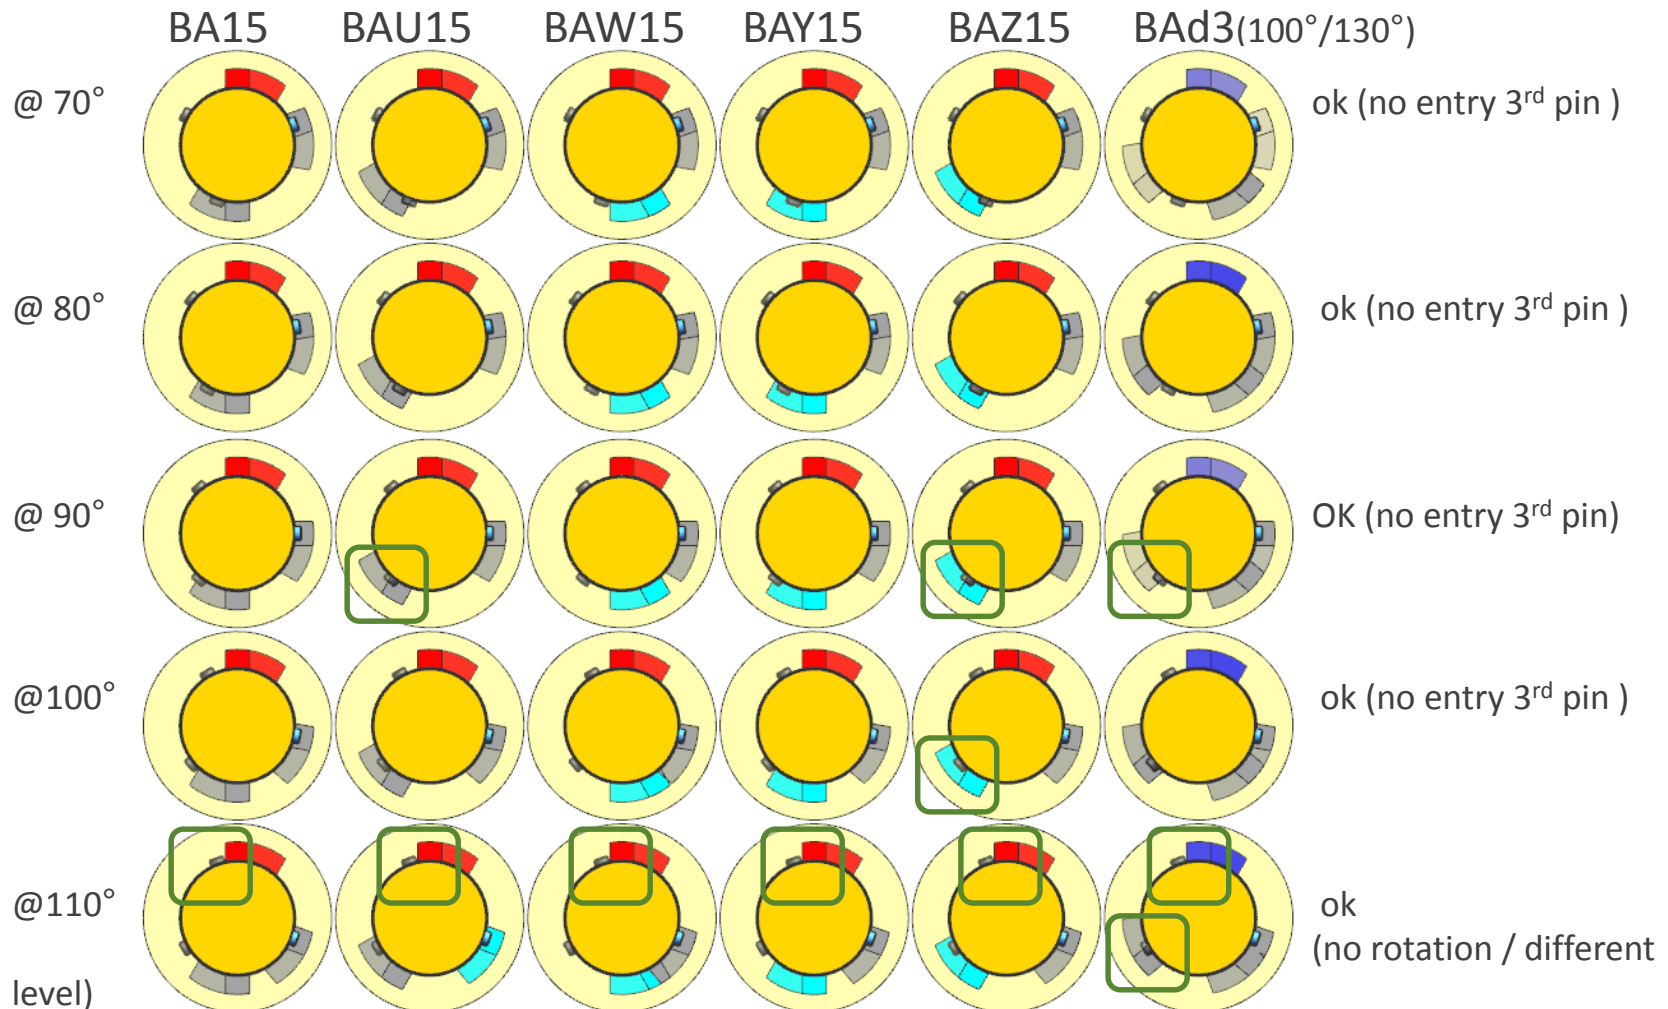 BA15 BAU15 BAW15 BAY15 BAZ15 BAd3(100°/130°)
@ 70° ok (no entry 3rd pin )
@ 80° ok (no entry 3rd pin )
@ 90° OK (no entry 3rd pin)
@100° ok (no entry 3rd pin )
@110° ok
(no rotation / different
level)